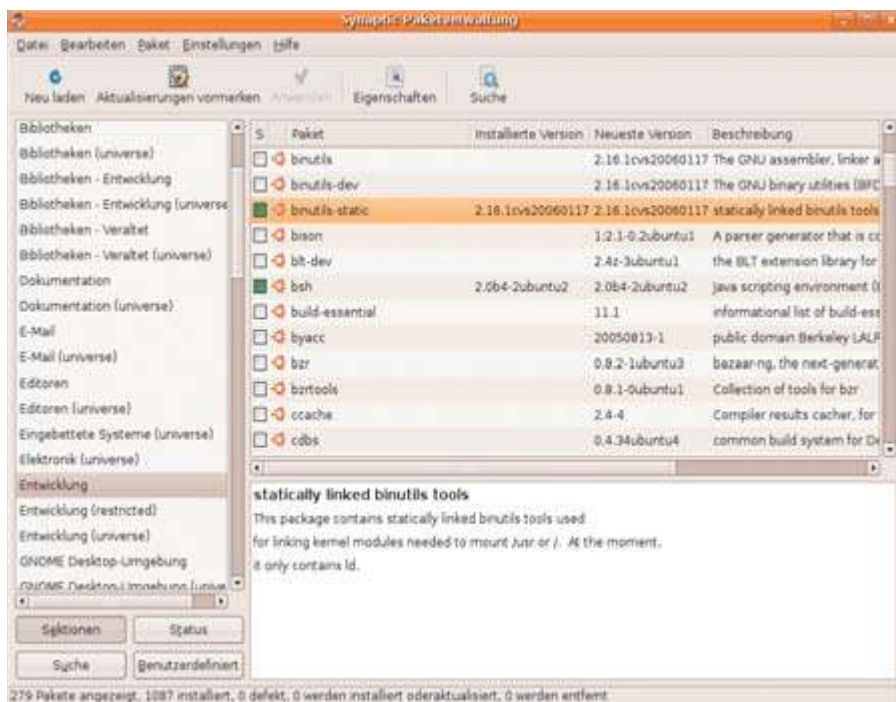 Synaptic Paketverwaltung
Datei Bearbeiten Paket Einstellungen Hilfe
Neu laden Aktualisierungen vormerken Anwenden Eigenschaften Suche
S Paket Installierte Version Neueste Version Beschreibung
Bibliotheken
Bibliotheken (universe)
Bibliotheken - Entwicklung
Bibliotheken - Entwicklung (universe
Bibliotheken - Veraltet
Bibliotheken - Veraltet (universe)
Dokumentation
Dokumentation (universe)
E-Mail
E-Mail (universe)
Editoren
Editoren (universe)
Eingebettete Systeme (universe)
Elektronik (universe)
Entwicklung
Entwicklung (restricted)
Entwicklung (universe)
GNOME Desktop-Umgebung
GNOME Desktop-Umgebung (unive
binutils 2.16.1cvs20060117 The GNU assembler, linker a
binutils-dev 2.16.1cvs20060117 The GNU binary utilities (BFD
binutils-static 2.16.1cvs20060117 2.16.1cvs20060117 statically linked binutils tools
bison 1:2.1-0.2ubuntu1 A parser generator that is co
blt-dev 2.4z-3ubuntu1 the BLT extension library for
bsh 2.0b4-2ubuntu2 2.0b4-2ubuntu2 Java scripting environment (
build-essential 11.1 informational list of build-ess
byacc 20050813-1 public domain Berkeley LALR
bzr 0.8.2-1ubuntu3 bazaar-ng, the next-generat
bzrtools 0.8.1-0ubuntu1 Collection of tools for bzr
ccache 2.4-4 Compiler results cacher, for
cdbs 0.4.34ubuntu4 common build system for De
statically linked binutils tools
This package contains statically linked binutils tools used
for linking kernel modules needed to mount /usr or /. At the moment,
it only contains ld.
Sektionen Status
Suche Benutzerdefiniert
279 Pakete angezeigt, 1087 installiert, 0 defekt, 0 werden installiert oderaktualisiert, 0 werden entfernt